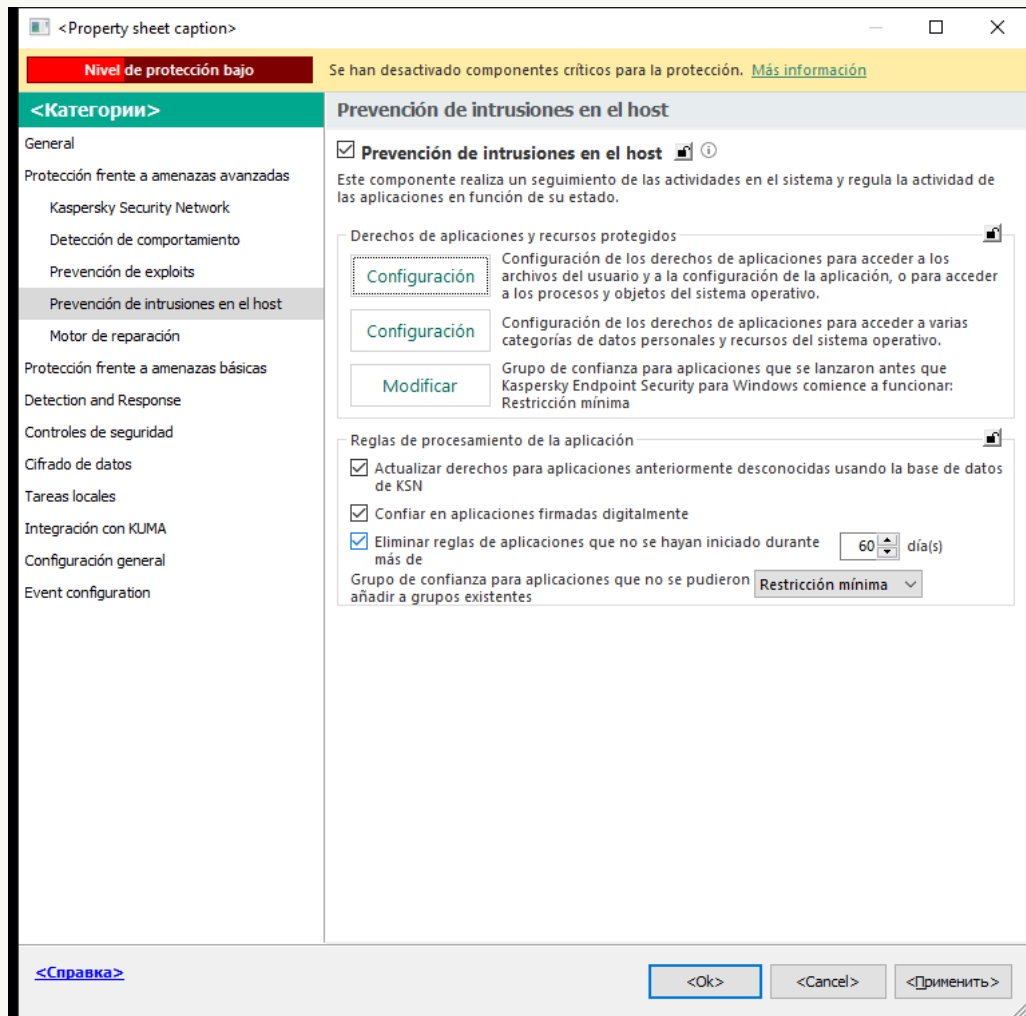 <Property sheet caption>
Nivel de protección bajo
Se han desactivado componentes críticos para la protección. Más información
<Категории>
General
Protección frente a amenazas avanzadas
Kaspersky Security Network
Detección de comportamiento
Prevención de exploits
Prevención de intrusiones en el host
Motor de reparación
Protección frente a amenazas básicas
Detection and Response
Controles de seguridad
Cifrado de datos
Tareas locales
Integración con KUMA
Configuración general
Event configuration
Prevención de intrusiones en el host
Prevención de intrusiones en el host
Este componente realiza un seguimiento de las actividades en el sistema y regula la actividad de
las aplicaciones en función de su estado.
Derechos de aplicaciones y recursos protegidos
Configuración
Configuración de los derechos de aplicaciones para acceder a los
archivos del usuario y a la configuración de la aplicación, o para acceder
a los procesos y objetos del sistema operativo.
Configuración
Configuración de los derechos de aplicaciones para acceder a varias
categorías de datos personales y recursos del sistema operativo.
Modificar
Grupo de confianza para aplicaciones que se lanzaron antes que
Kaspersky Endpoint Security para Windows comience a funcionar:
Restricción mínima
Reglas de procesamiento de la aplicación
Actualizar derechos para aplicaciones anteriormente desconocidas usando la base de datos
de KSN
Confiar en aplicaciones firmadas digitalmente
Eliminar reglas de aplicaciones que no se hayan iniciado durante
más de
60 día(s)
Grupo de confianza para aplicaciones que no se pudieron
añadir a grupos existentes
Restricción mínima
<Справка>
<Ok>
<Cancel>
<Применить>